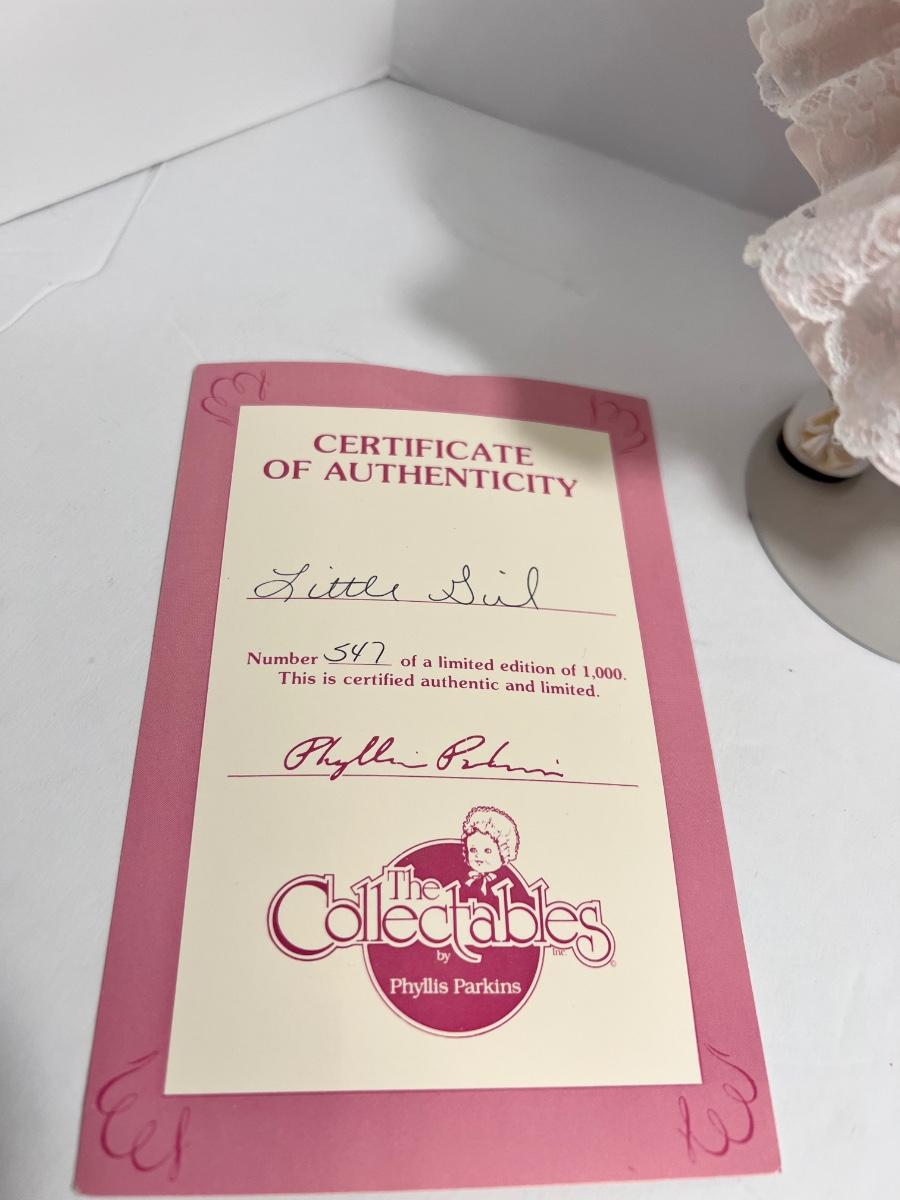 CERTIFICATE
OF AUTHENTICITY
Little Girl
Number 547 of a limited edition of 1,000.
This is certified authentic and limited.
Phyllis Parkins
The
Collectables
by
Inc. ©
Phyllis Parkins